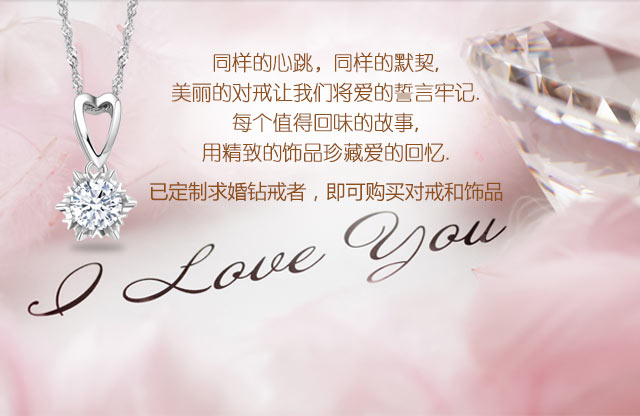 同样的心跳，同样的默契,
美丽的对戒让我们将爱的誓言牢记.
每个值得回味的故事,
用精致的饰品珍藏爱的回忆.
已定制求婚钻戒者，即可购买对戒和饰品
I Love You